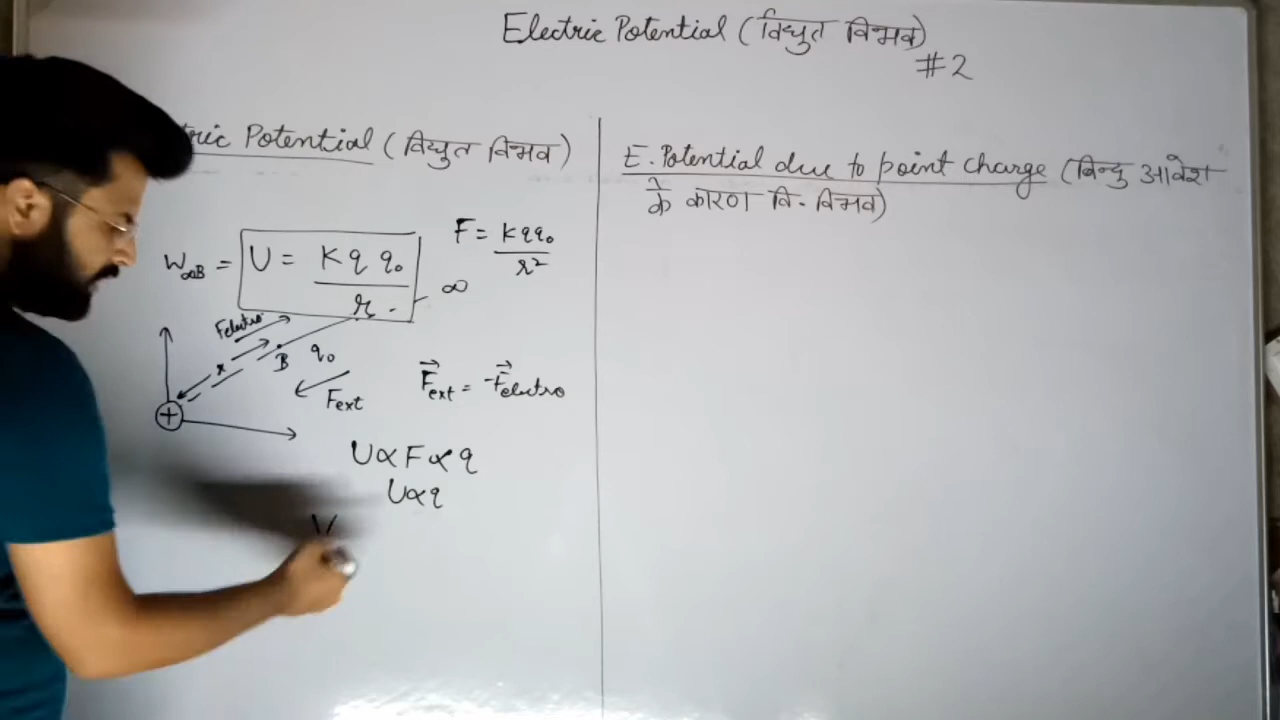 Electric Potential (विद्युत विभव)
#2
tric Potential (विद्युत विभव)
W∞B = U = K q q₀ / r
F = K q q₀ / r²
∞
Felectro
r
B q₀
Fext
F⃗ext = -F⃗electro
+
U ∝ F ∝ q
U ∝ q
V
E. Potential due to point charge (बिन्दु आवेश
के कारण वि. विभव)